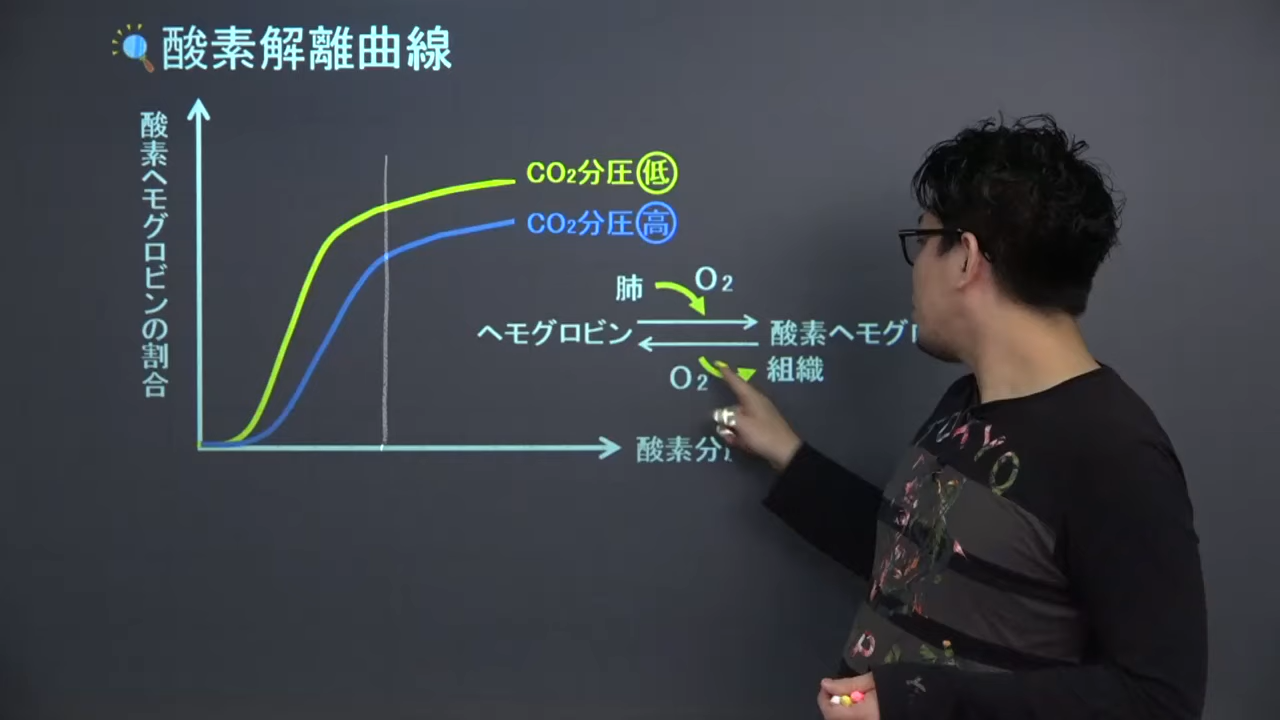 酸素解離曲線
酸素ヘモグロビンの割合
CO₂分圧低
CO₂分圧高
肺 O₂
ヘモグロビン 酸素ヘモグ
O₂ 組織
酸素分
TOKYO